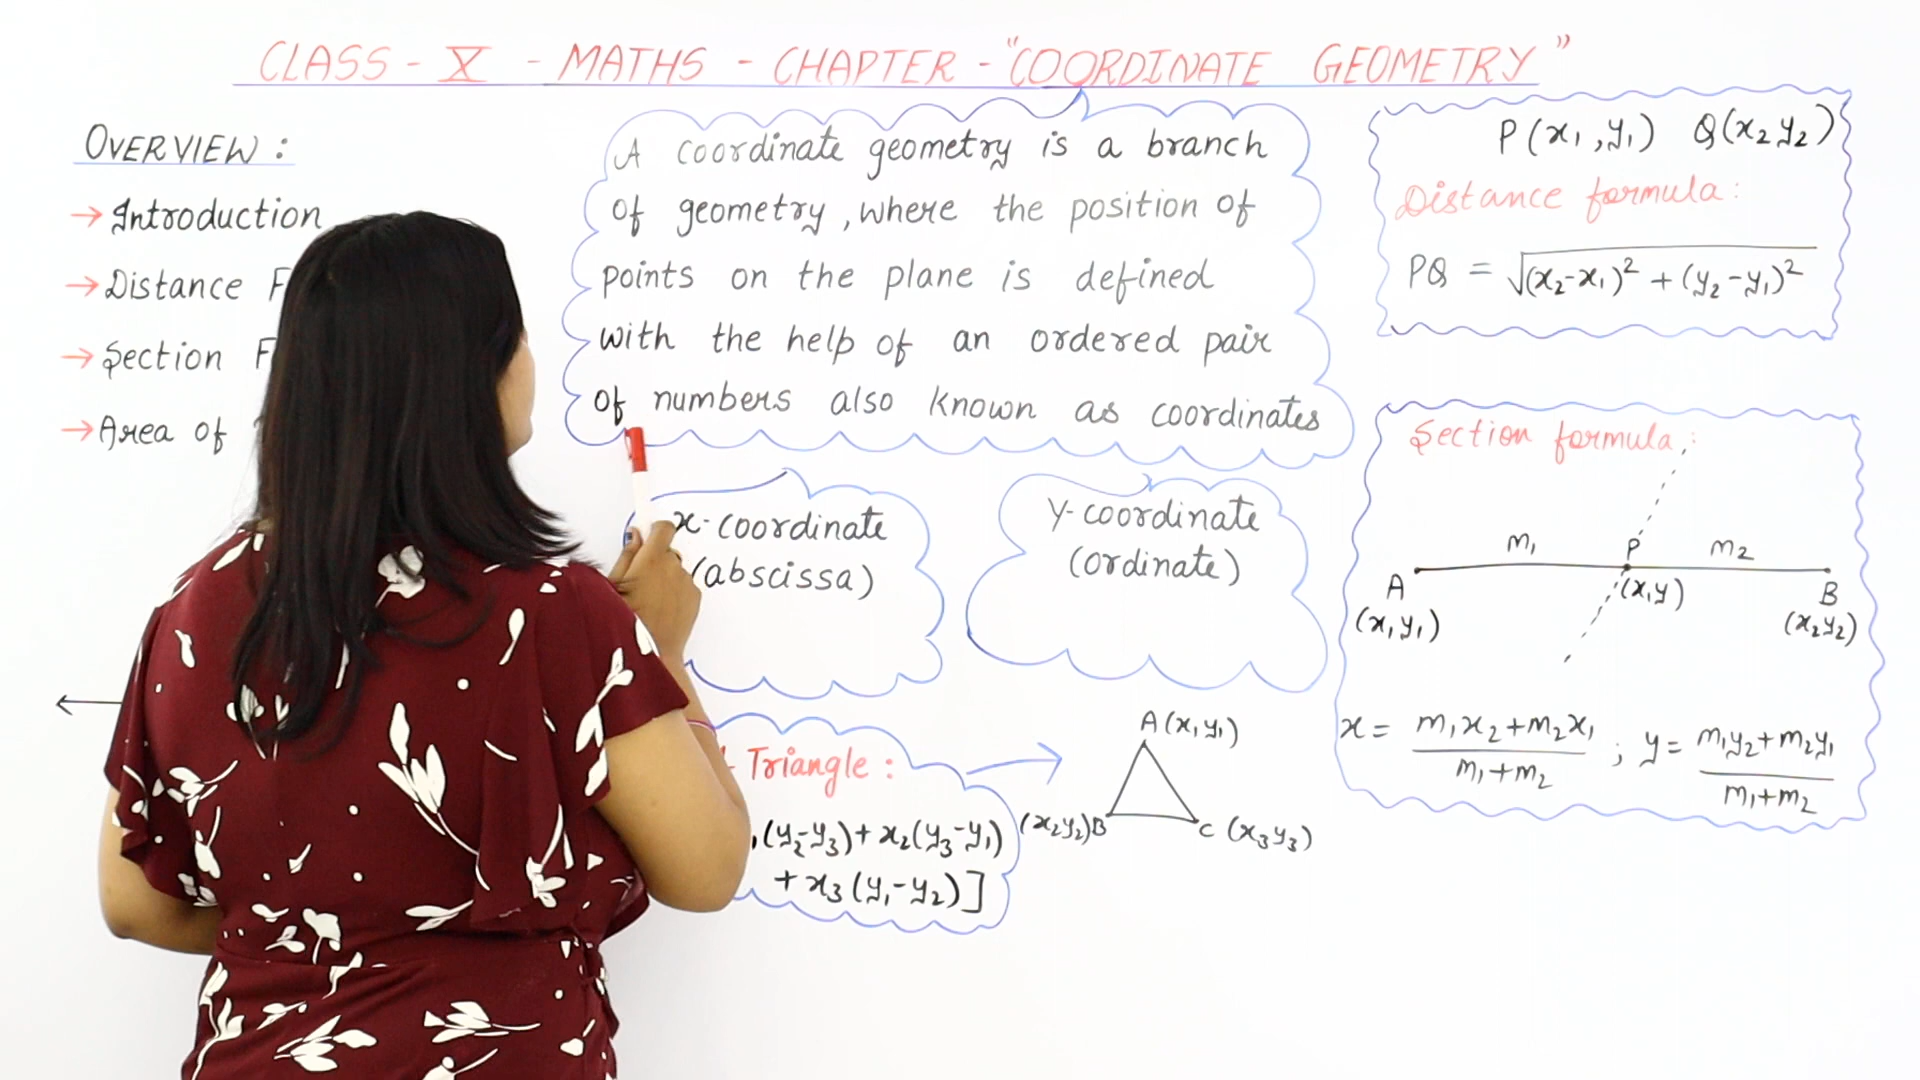 CLASS - X - MATHS - CHAPTER - "COORDINATE GEOMETRY"
OVERVIEW :
→ Introduction
→ Distance F
→ Section F
→ Area of
A coordinate geometry is a branch
of geometry , where the position of
points on the plane is defined
with the help of an ordered pair
of numbers also known as coordinates
x-coordinate
(abscissa)
Y-coordinate
(ordinate)
Triangle :
(y₂-y₃)+ x₂(y₃-y₁)
+ x₃(y₁-y₂)]
A(x₁y₁)
(x₂y₂)B
C (x₃y₃)
P(x₁,y₁) Q(x₂y₂)
Distance formula:
PQ = √(x₂-x₁)² + (y₂-y₁)²
Section formula :
m₁ P m₂
A (x,y) B
(x₁y₁) (x₂y₂)
x = m₁x₂+m₂x₁/m₁+m₂ ; y = m₁y₂+m₂y₁/m₁+m₂